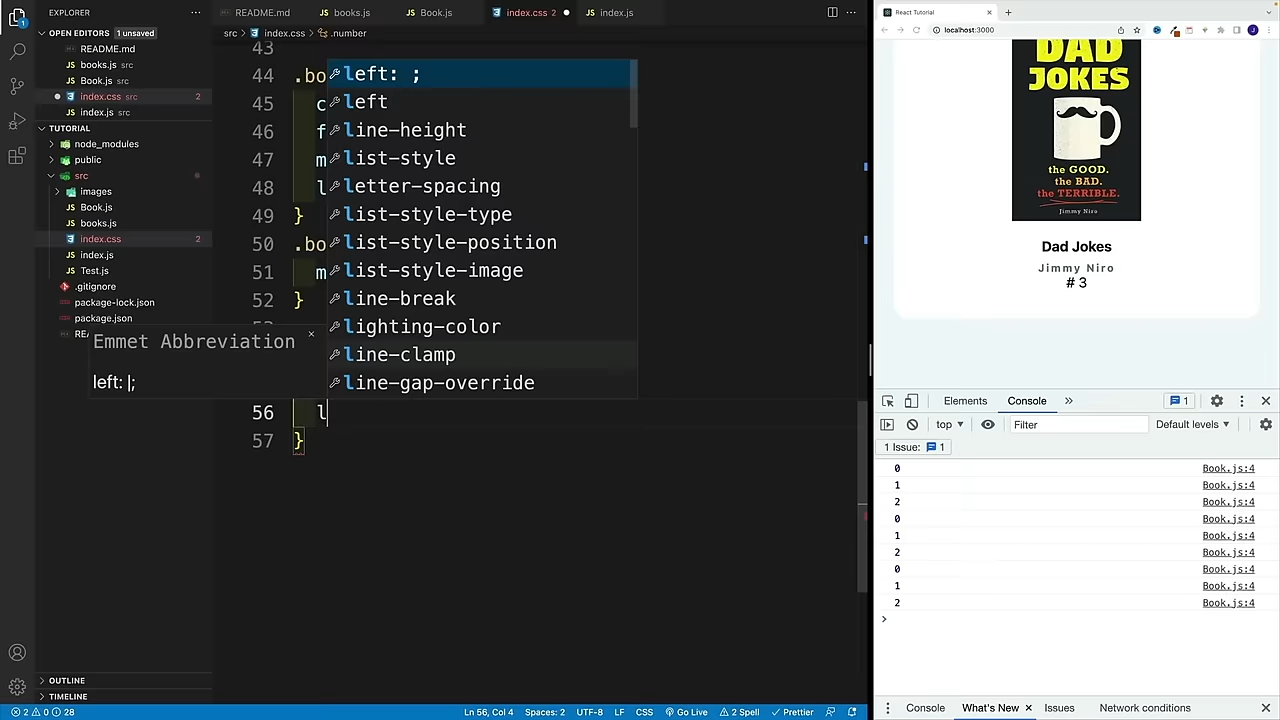 EXPLORER
README.md
books.js
Book.js
index.css 2
in
OPEN EDITORS 1 unsaved
README.md
books.js src
Book.js src
index.css src 2
index.js src
TUTORIAL
node_modules
public
src
images
Book.js
books.js
index.css 2
index.js
Test.js
.gitignore
package-lock.json
package.json
OUTLINE
TIMELINE
index.css > .number
43
44 .bo
45 c
46 f
47 m
48 l
49 }
50 .bo
51 m
52 }
56 l
57 }
left: ;
left
line-height
list-style
letter-spacing
list-style-type
list-style-position
list-style-image
line-break
lighting-color
line-clamp
line-gap-override
Emmet Abbreviation ×
left: |;
2 0 28
Ln 56, Col 4
Spaces: 2
UTF-8
LF
CSS
Go Live
2 Spell
Prettier
React Tutorial
localhost:3000
J
DAD
JOKES
the GOOD.
the BAD.
the TERRIBLE.
Jimmy Niro
Dad Jokes
Jimmy Niro
# 3
Elements
Console
»
1
top ▼
Filter
Default levels ▼
1 Issue: 1
0 Book.js:4
1 Book.js:4
2 Book.js:4
0 Book.js:4
1 Book.js:4
2 Book.js:4
0 Book.js:4
1 Book.js:4
2 Book.js:4
>
Console
What's New ×
Issues
Network conditions